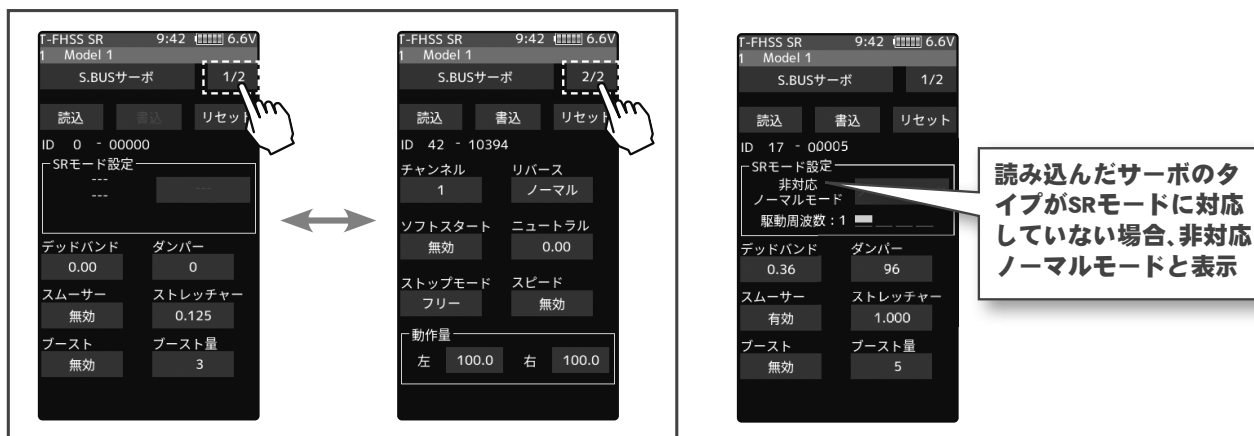 T-FHSS SR 9:42 6.6V
1 Model 1
S.BUSサーボ 1/2
読込 書込 リセット
ID 0 - 00000
SRモード設定
---
--- ---
デッドバンド ダンパー
0.00 0
スムーサー ストレッチャー
無効 0.125
ブースト ブースト量
無効 3
T-FHSS SR 9:42 6.6V
1 Model 1
S.BUSサーボ 2/2
読込 書込 リセット
ID 42 - 10394
チャンネル リバース
1 ノーマル
ソフトスタート ニュートラル
無効 0.00
ストップモード スピード
フリー 無効
動作量
左 100.0 右 100.0
T-FHSS SR 9:42 6.6V
1 Model 1
S.BUSサーボ 1/2
読込 書込 リセット
ID 17 - 00005
SRモード設定
非対応
ノーマルモード
駆動周波数:1
デッドバンド ダンパー
0.36 96
スムーサー ストレッチャー
有効 1.000
ブースト ブースト量
無効 5
読み込んだサーボのタ
イプがSRモードに対応
していない場合、非対応
ノーマルモードと表示